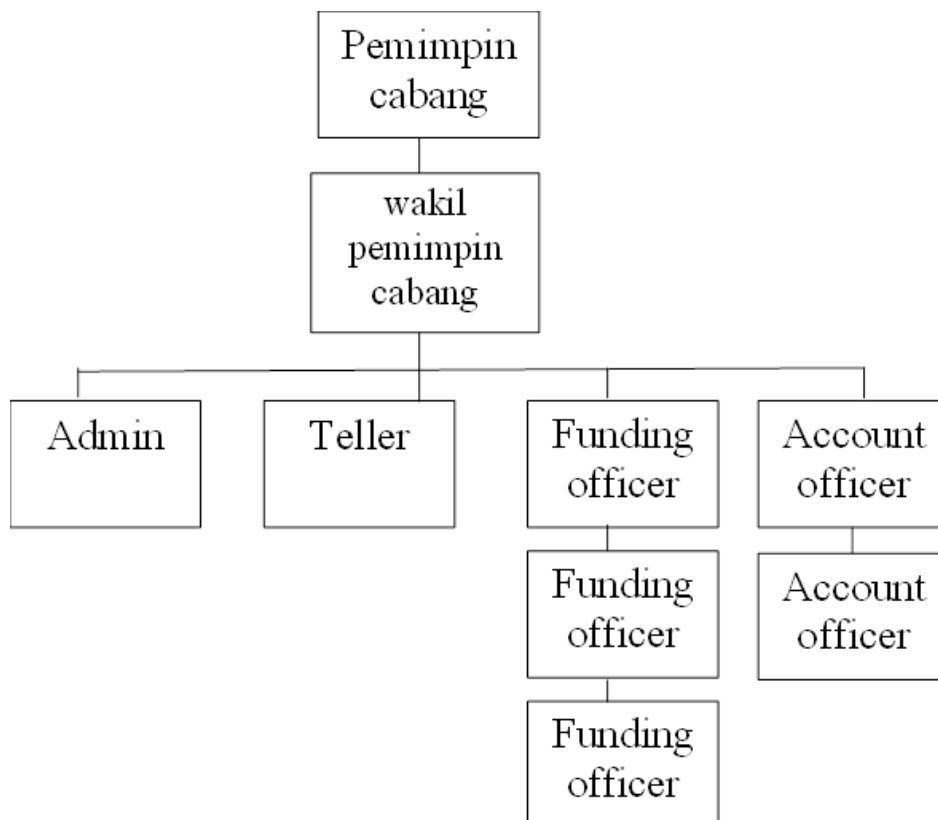 Pemimpin
cabang
wakil
pemimpin
cabang
Admin
Teller
Funding
officer
Account
officer
Funding
officer
Account
officer
Funding
officer